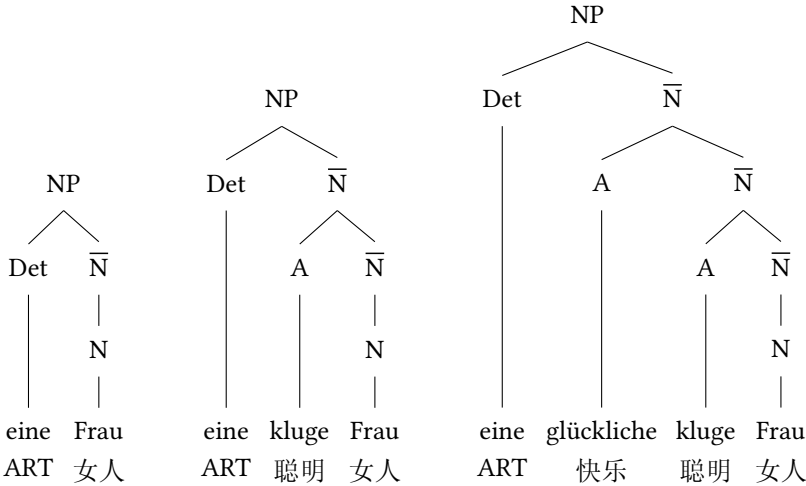 NP
NP Det N̅
NP Det N̅ A N̅
Det N̅ A N̅ A N̅
N N N
eine Frau eine kluge Frau eine glückliche kluge Frau
ART 女人 ART 聪明 女人 ART 快乐 聪明 女人